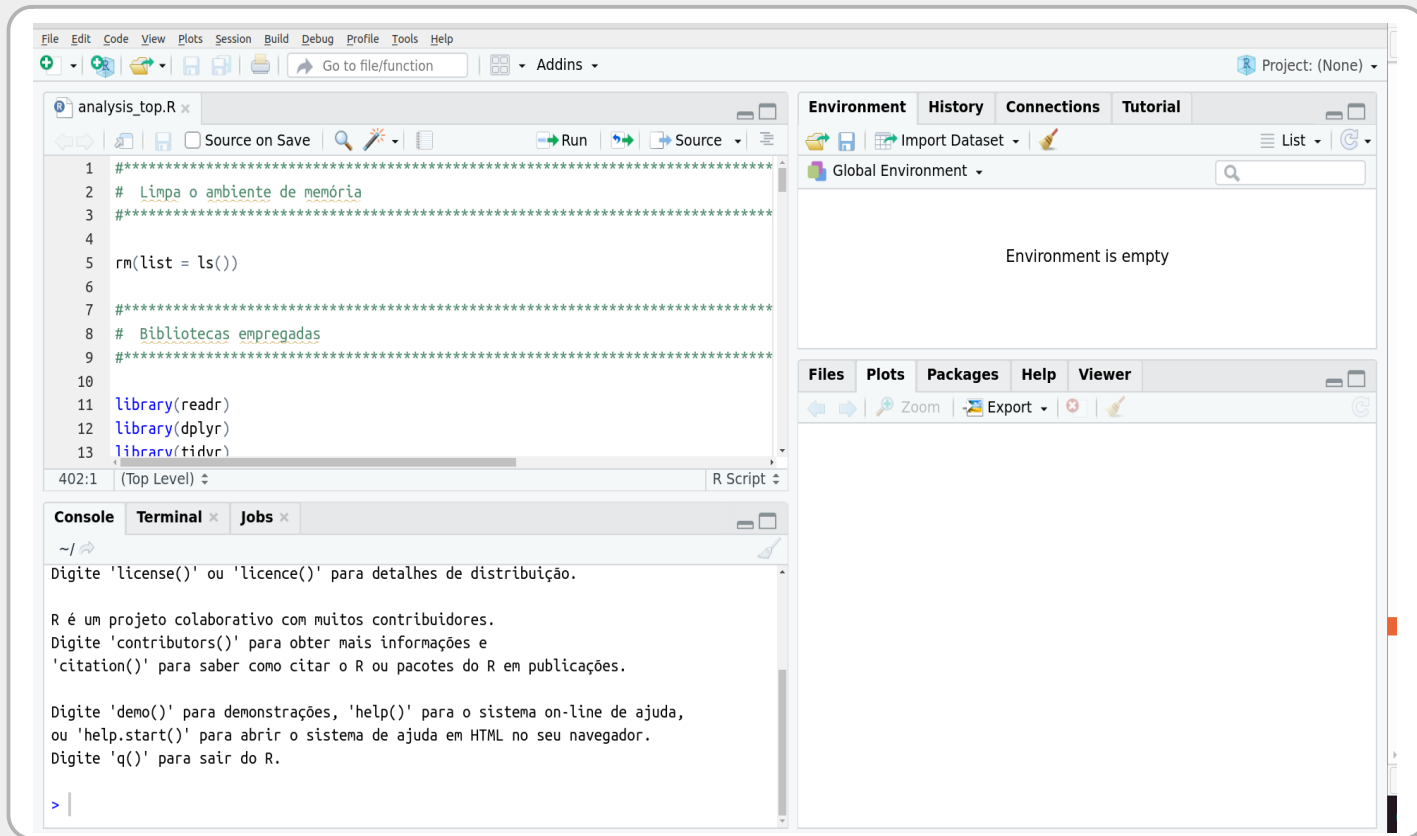 File Edit Code View Plots Session Build Debug Profile Tools Help
Go to file/function Addins Project: (None)
analysis_top.R
Source on Save Run Source
1 #********************************************************************************
2 # Limpa o ambiente de memória
3 #********************************************************************************
4
5 rm(list = ls())
6
7 #********************************************************************************
8 # Bibliotecas empregadas
9 #********************************************************************************
10
11 library(readr)
12 library(dplyr)
13 library(tidyr)
402:1 (Top Level) R Script
Console Terminal Jobs
~/
Digite 'license()' ou 'licence()' para detalhes de distribuição.
R é um projeto colaborativo com muitos contribuidores.
Digite 'contributors()' para obter mais informações e
'citation()' para saber como citar o R ou pacotes do R em publicações.
Digite 'demo()' para demonstrações, 'help()' para o sistema on-line de ajuda,
ou 'help.start()' para abrir o sistema de ajuda em HTML no seu navegador.
Digite 'q()' para sair do R.
>
Environment History Connections Tutorial
Import Dataset List
Global Environment
Environment is empty
Files Plots Packages Help Viewer
Zoom Export